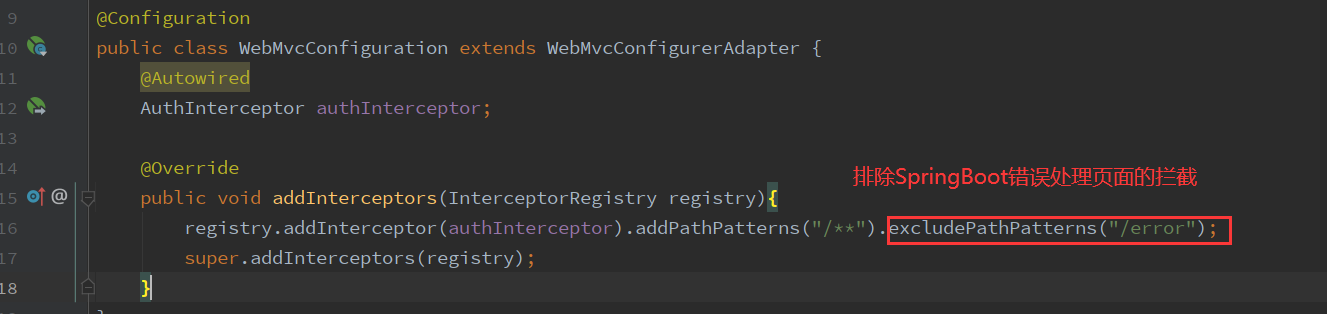 9 @Configuration
10 public class WebMvcConfiguration extends WebMvcConfigurerAdapter {
11 @Autowired
12 AuthInterceptor authInterceptor;
13
14 @Override
排除SpringBoot错误处理页面的拦截
15 @ public void addInterceptors(InterceptorRegistry registry){
16 registry.addInterceptor(authInterceptor).addPathPatterns("/**").excludePathPatterns("/error");
17 super.addInterceptors(registry);
18 }
}